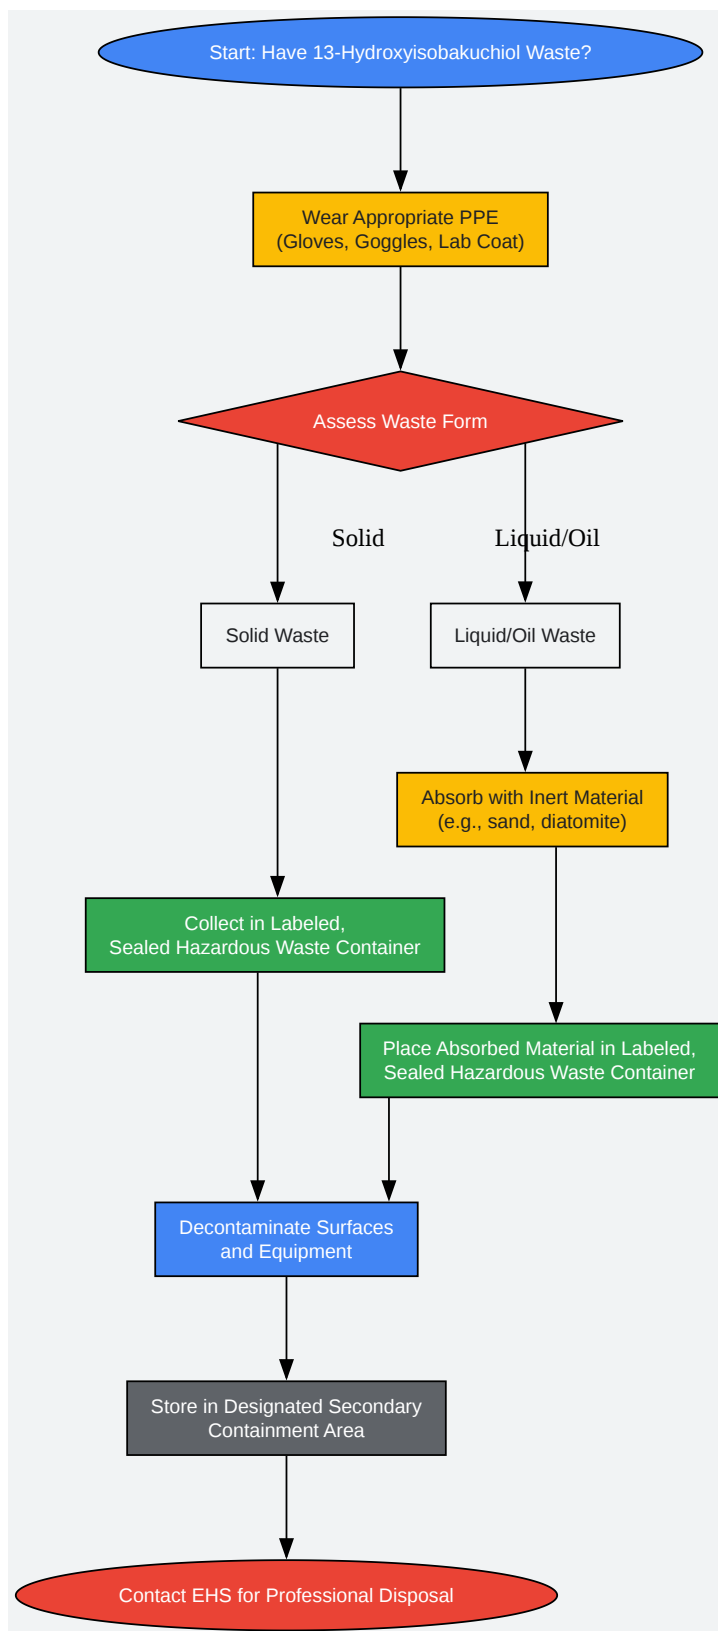 Start: Have 13-Hydroxyisobakuchiol Waste?
Wear Appropriate PPE
(Gloves, Goggles, Lab Coat)
Assess Waste Form
Solid
Liquid/Oil
Solid Waste
Liquid/Oil Waste
Absorb with Inert Material
(e.g., sand, diatomite)
Collect in Labeled,
Sealed Hazardous Waste Container
Place Absorbed Material in Labeled,
Sealed Hazardous Waste Container
Decontaminate Surfaces
and Equipment
Store in Designated Secondary
Containment Area
Contact EHS for Professional Disposal